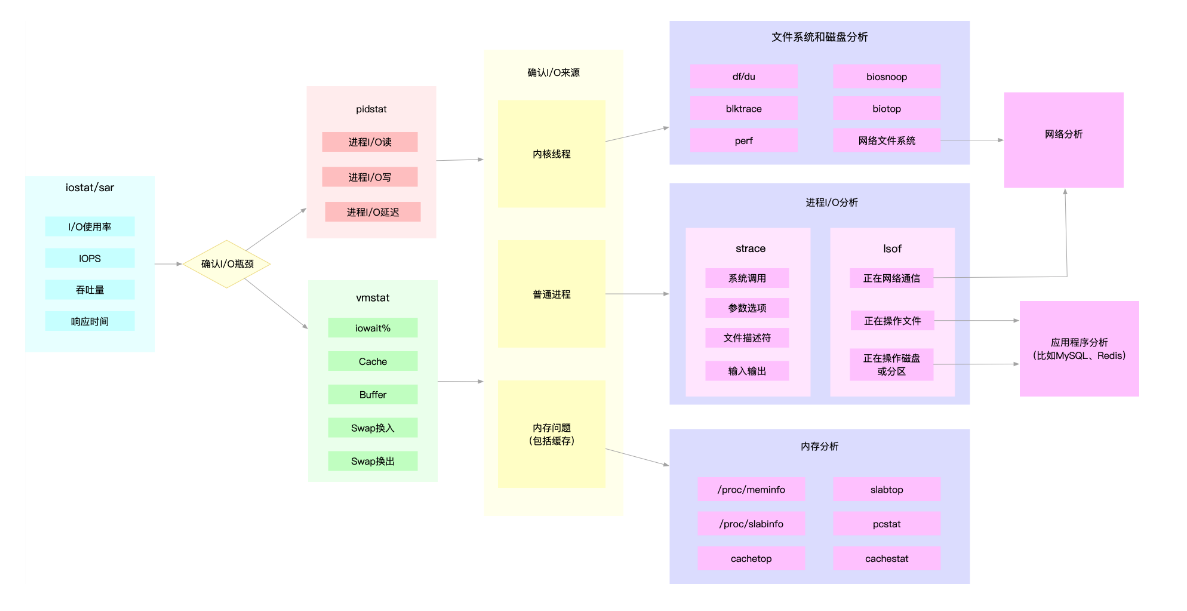 iostat/sar
I/O使用率
IOPS
吞吐量
响应时间
确认I/O瓶颈
pidstat
进程I/O读
进程I/O写
进程I/O延迟
vmstat
iowait%
Cache
Buffer
Swap换入
Swap换出
确认I/O来源
内核线程
普通进程
内存问题
(包括缓存)
文件系统和磁盘分析
df/du
biosnoop
blktrace
biotop
perf
网络文件系统
进程I/O分析
strace
系统调用
参数选项
文件描述符
输入输出
lsof
正在网络通信
正在操作文件
正在操作磁盘
或分区
内存分析
/proc/meminfo
slabtop
/proc/slabinfo
pcstat
cachetop
cachestat
网络分析
应用程序分析
(比如MySQL、Redis)